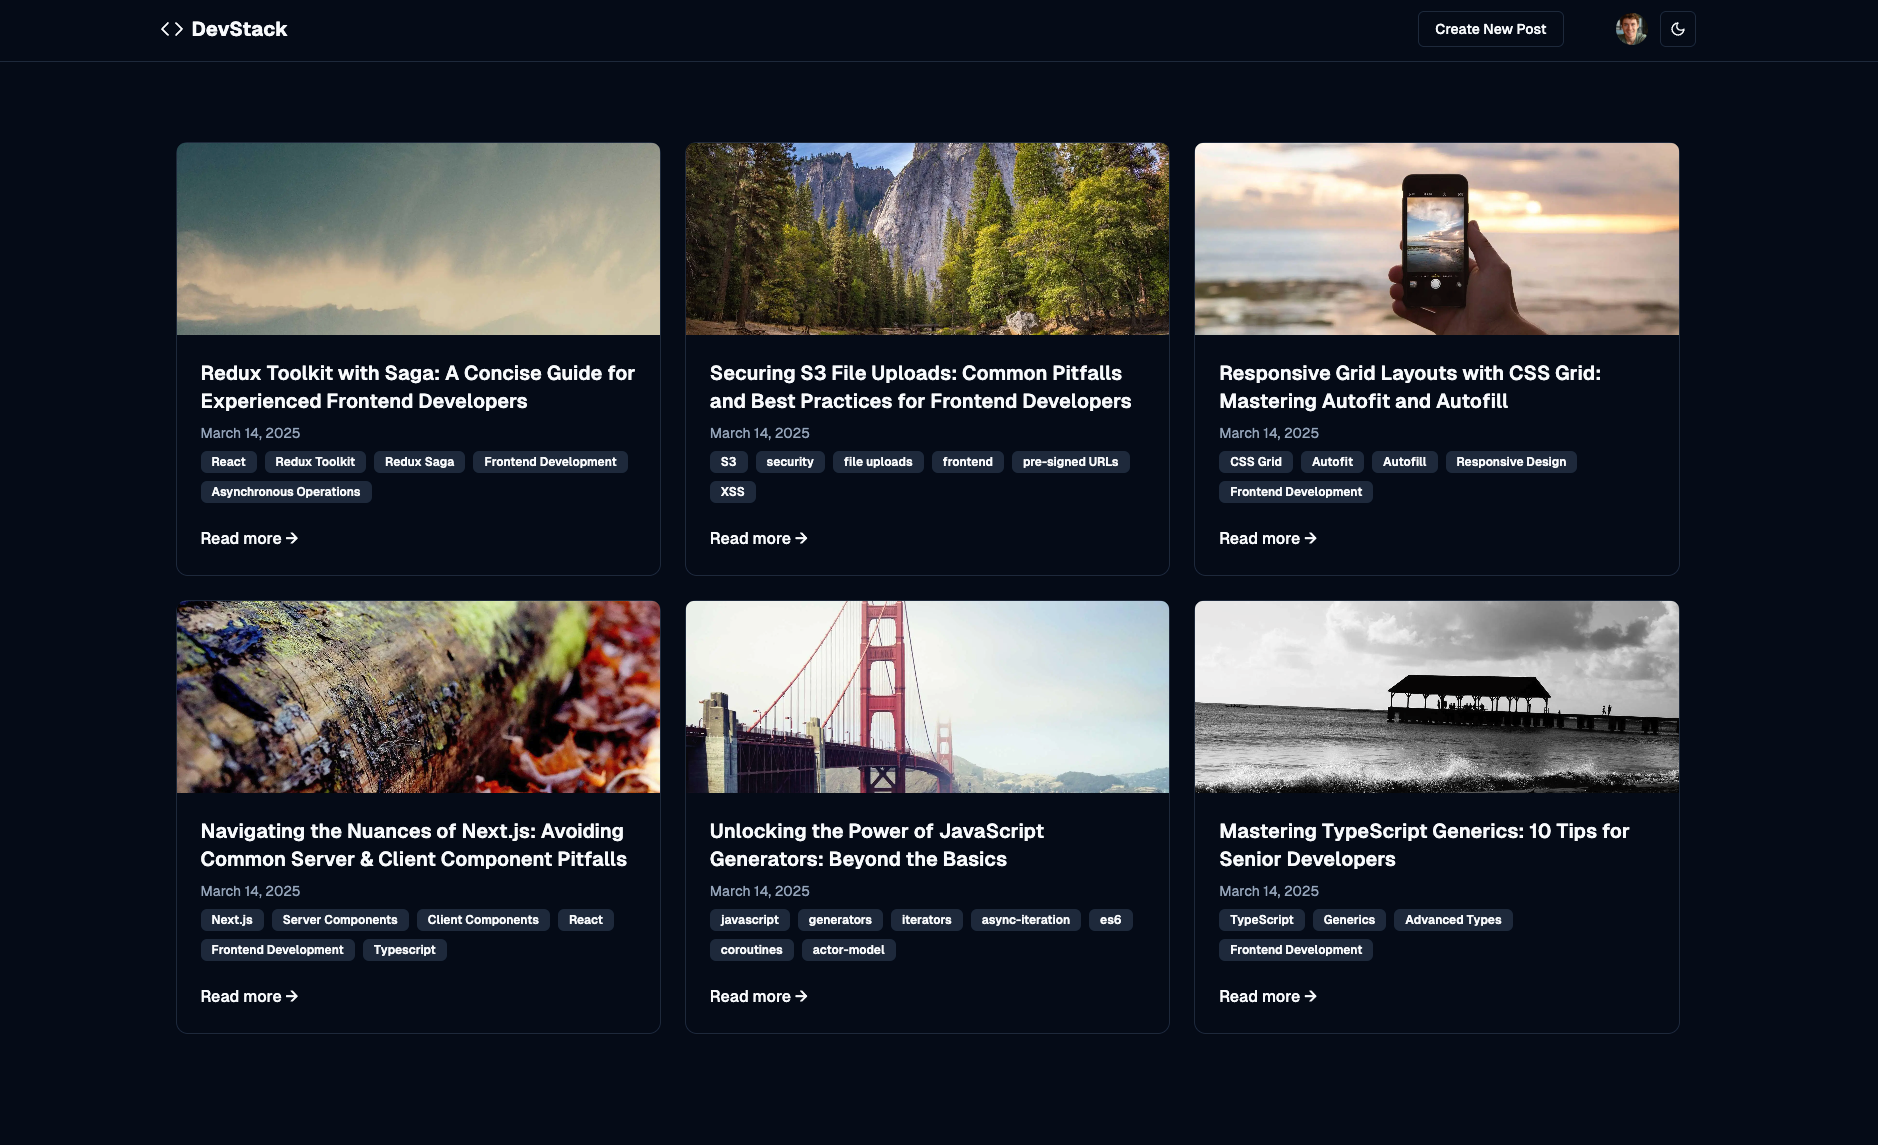 DevStack
Create New Post
Redux Toolkit with Saga: A Concise Guide for
Experienced Frontend Developers
March 14, 2025
React Redux Toolkit Redux Saga Frontend Development
Asynchronous Operations
Read more →
Securing S3 File Uploads: Common Pitfalls
and Best Practices for Frontend Developers
March 14, 2025
S3 security file uploads frontend pre-signed URLs
XSS
Read more →
Responsive Grid Layouts with CSS Grid:
Mastering Autofit and Autofill
March 14, 2025
CSS Grid Autofit Autofill Responsive Design
Frontend Development
Read more →
Navigating the Nuances of Next.js: Avoiding
Common Server & Client Component Pitfalls
March 14, 2025
Next.js Server Components Client Components React
Frontend Development Typescript
Read more →
Unlocking the Power of JavaScript
Generators: Beyond the Basics
March 14, 2025
javascript generators iterators async-iteration es6
coroutines actor-model
Read more →
Mastering TypeScript Generics: 10 Tips for
Senior Developers
March 14, 2025
TypeScript Generics Advanced Types
Frontend Development
Read more →